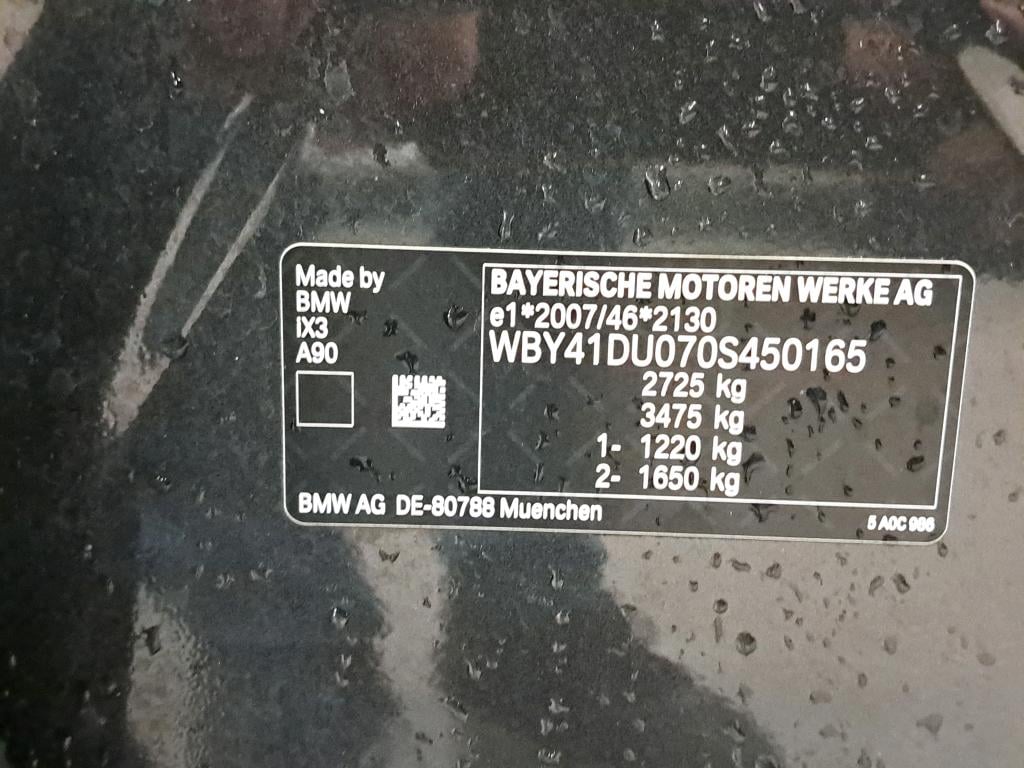 Made by
BMW
IX3
A90
BAYERISCHE MOTOREN WERKE AG
e1*2007/46*2130
WBY41DU070S450165
2725 kg
3475 kg
1- 1220 kg
2- 1650 kg
BMW AG DE-80788 Muenchen
5 A0C 986